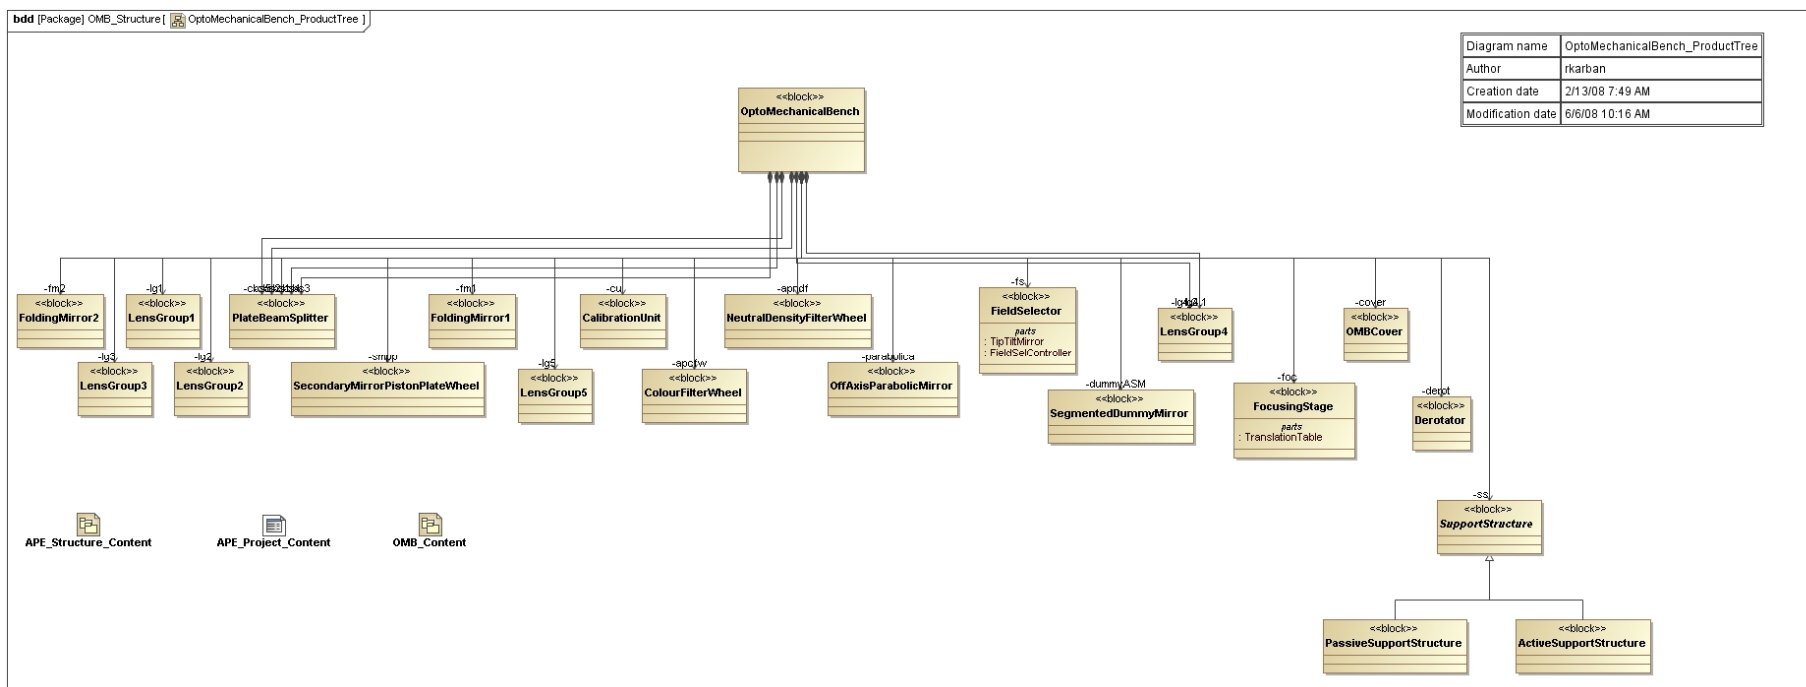 bdd [Package] OMB_Structure [ OptoMechanicalBench_ProductTree ]
Diagram name OptoMechanicalBench_ProductTree
Author rkarban
Creation date 2/13/08 7:49 AM
Modification date 6/6/08 10:16 AM
<<block>>
OptoMechanicalBench
-fm2
<<block>>
FoldingMirror2
-lg1
<<block>>
LensGroup1
<<block>>
PlateBeamSplitter
-fm1
<<block>>
FoldingMirror1
-cu
<<block>>
CalibrationUnit
-apndf
<<block>>
NeutralDensityFilterWheel
-fs
<<block>>
FieldSelector
parts
: TipTiltMirror
: FieldSelController
<<block>>
LensGroup4
-cover
<<block>>
OMBCover
-lg3
<<block>>
LensGroup3
-lg2
<<block>>
LensGroup2
-smpp
<<block>>
SecondaryMirrorPistonPlateWheel
-lg5
<<block>>
LensGroup5
-apcfw
<<block>>
ColourFilterWheel
-parabolica
<<block>>
OffAxisParabolicMirror
-dummyASM
<<block>>
SegmentedDummyMirror
-foc
<<block>>
FocusingStage
parts
: TranslationTable
-derot
<<block>>
Derotator
-ss
<<block>>
SupportStructure
APE_Structure_Content
APE_Project_Content
OMB_Content
<<block>>
PassiveSupportStructure
<<block>>
ActiveSupportStructure